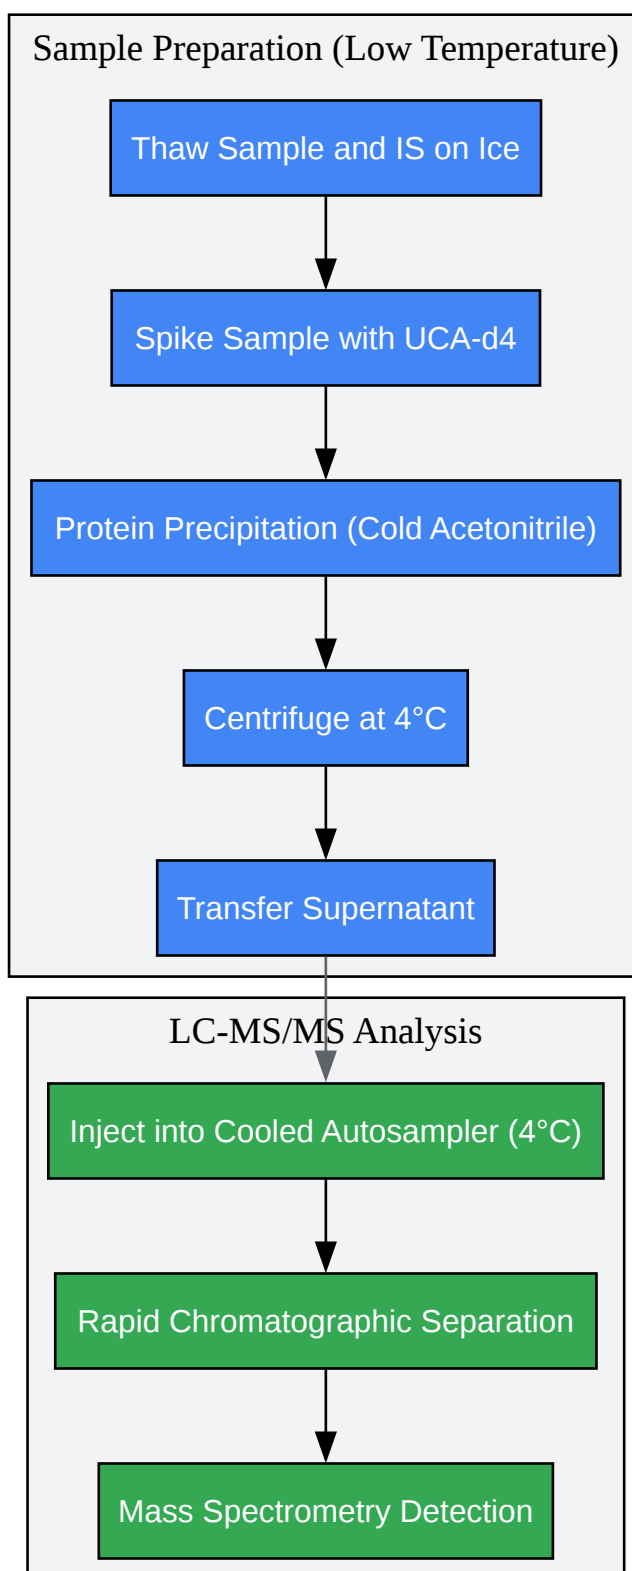 Sample Preparation (Low Temperature)
Thaw Sample and IS on Ice
Spike Sample with UCA-d4
Protein Precipitation (Cold Acetonitrile)
Centrifuge at 4°C
Transfer Supernatant
LC-MS/MS Analysis
Inject into Cooled Autosampler (4°C)
Rapid Chromatographic Separation
Mass Spectrometry Detection